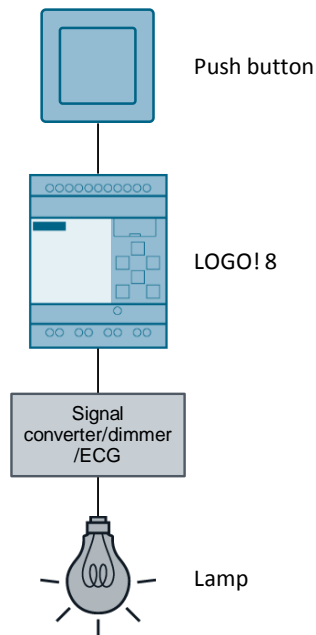 Push button
LOGO! 8
Signal
converter/dimmer
/ECG
Lamp